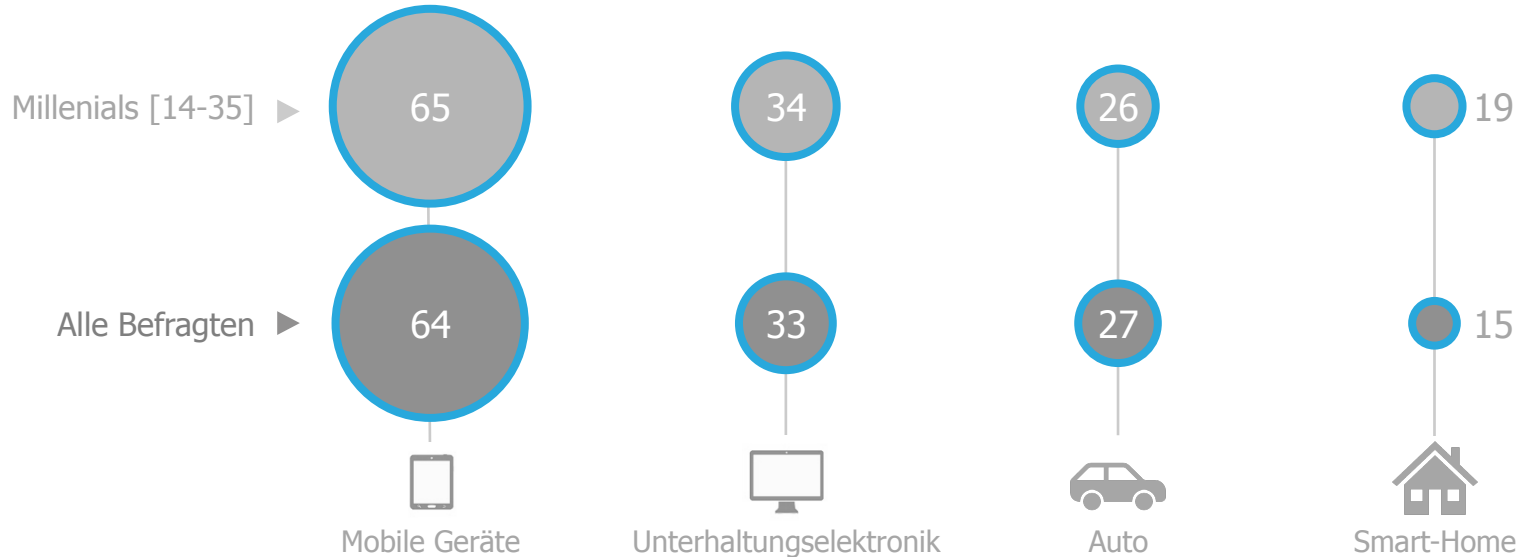 Millenials [14-35] ▶ 65 34 26 19
Alle Befragten ▶ 64 33 27 15
Mobile Geräte Unterhaltungselektronik Auto Smart-Home